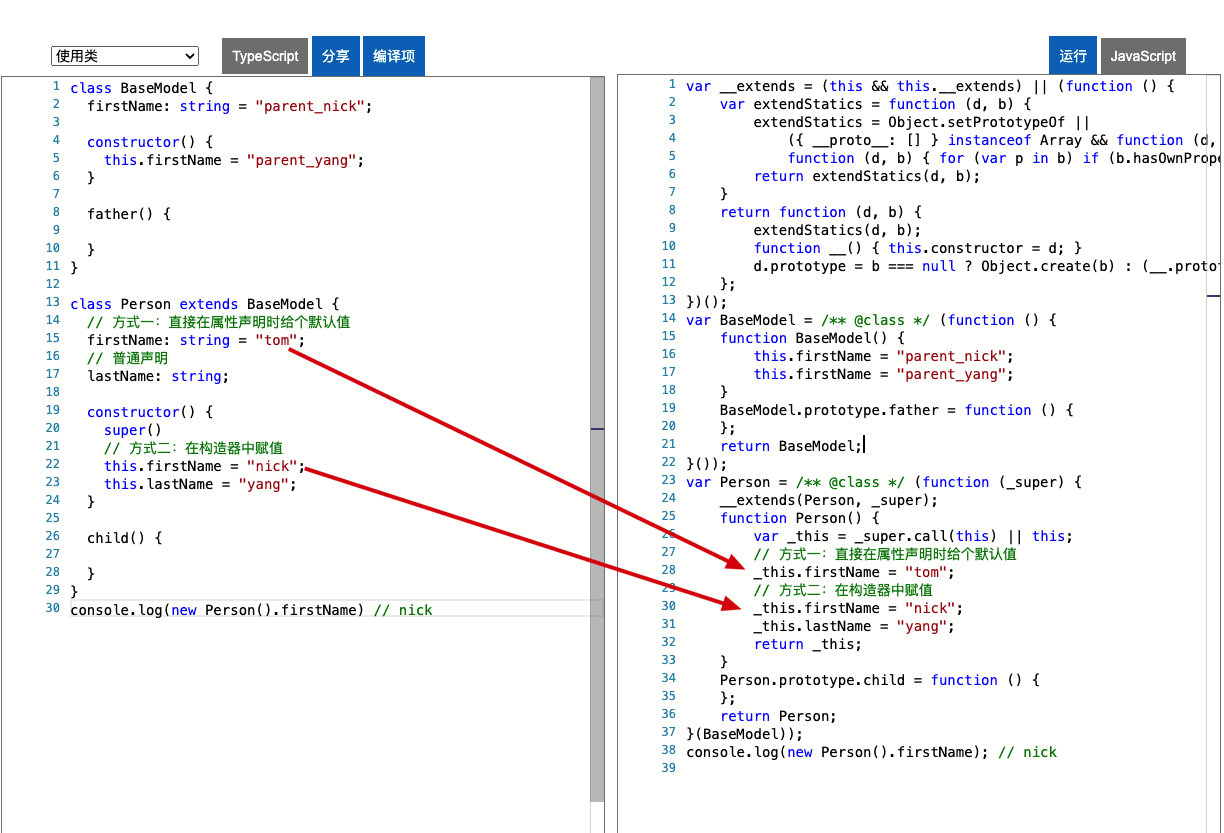 使用类 TypeScript 分享 编译项
1 class BaseModel {
2   firstName: string = "parent_nick";
3
4   constructor() {
5     this.firstName = "parent_yang";
6   }
7
8   father() {
9
10   }
11 }
12
13 class Person extends BaseModel {
14   // 方式一：直接在属性声明时给个默认值
15   firstName: string = "tom";
16   // 普通声明
17   lastName: string;
18
19   constructor() {
20     super()
21     // 方式二：在构造器中赋值
22     this.firstName = "nick";
23     this.lastName = "yang";
24   }
25
26   child() {
27
28   }
29 }
30 console.log(new Person().firstName) // nick
运行 JavaScript
1 var __extends = (this && this.__extends) || (function () {
2     var extendStatics = function (d, b) {
3         extendStatics = Object.setPrototypeOf ||
4             ({ __proto__: [] } instanceof Array && function (d,
5             function (d, b) { for (var p in b) if (b.hasOwnPrope
6         return extendStatics(d, b);
7     }
8     return function (d, b) {
9         extendStatics(d, b);
10         function __() { this.constructor = d; }
11         d.prototype = b === null ? Object.create(b) : (__.protot
12     };
13 })();
14 var BaseModel = /** @class */ (function () {
15     function BaseModel() {
16         this.firstName = "parent_nick";
17         this.firstName = "parent_yang";
18     }
19     BaseModel.prototype.father = function () {
20     };
21     return BaseModel;
22 }());
23 var Person = /** @class */ (function (_super) {
24     __extends(Person, _super);
25     function Person() {
26         var _this = _super.call(this) || this;
27         // 方式一：直接在属性声明时给个默认值
28         _this.firstName = "tom";
29         // 方式二：在构造器中赋值
30         _this.firstName = "nick";
31         _this.lastName = "yang";
32         return _this;
33     }
34     Person.prototype.child = function () {
35     };
36     return Person;
37 }(BaseModel));
38 console.log(new Person().firstName); // nick
39